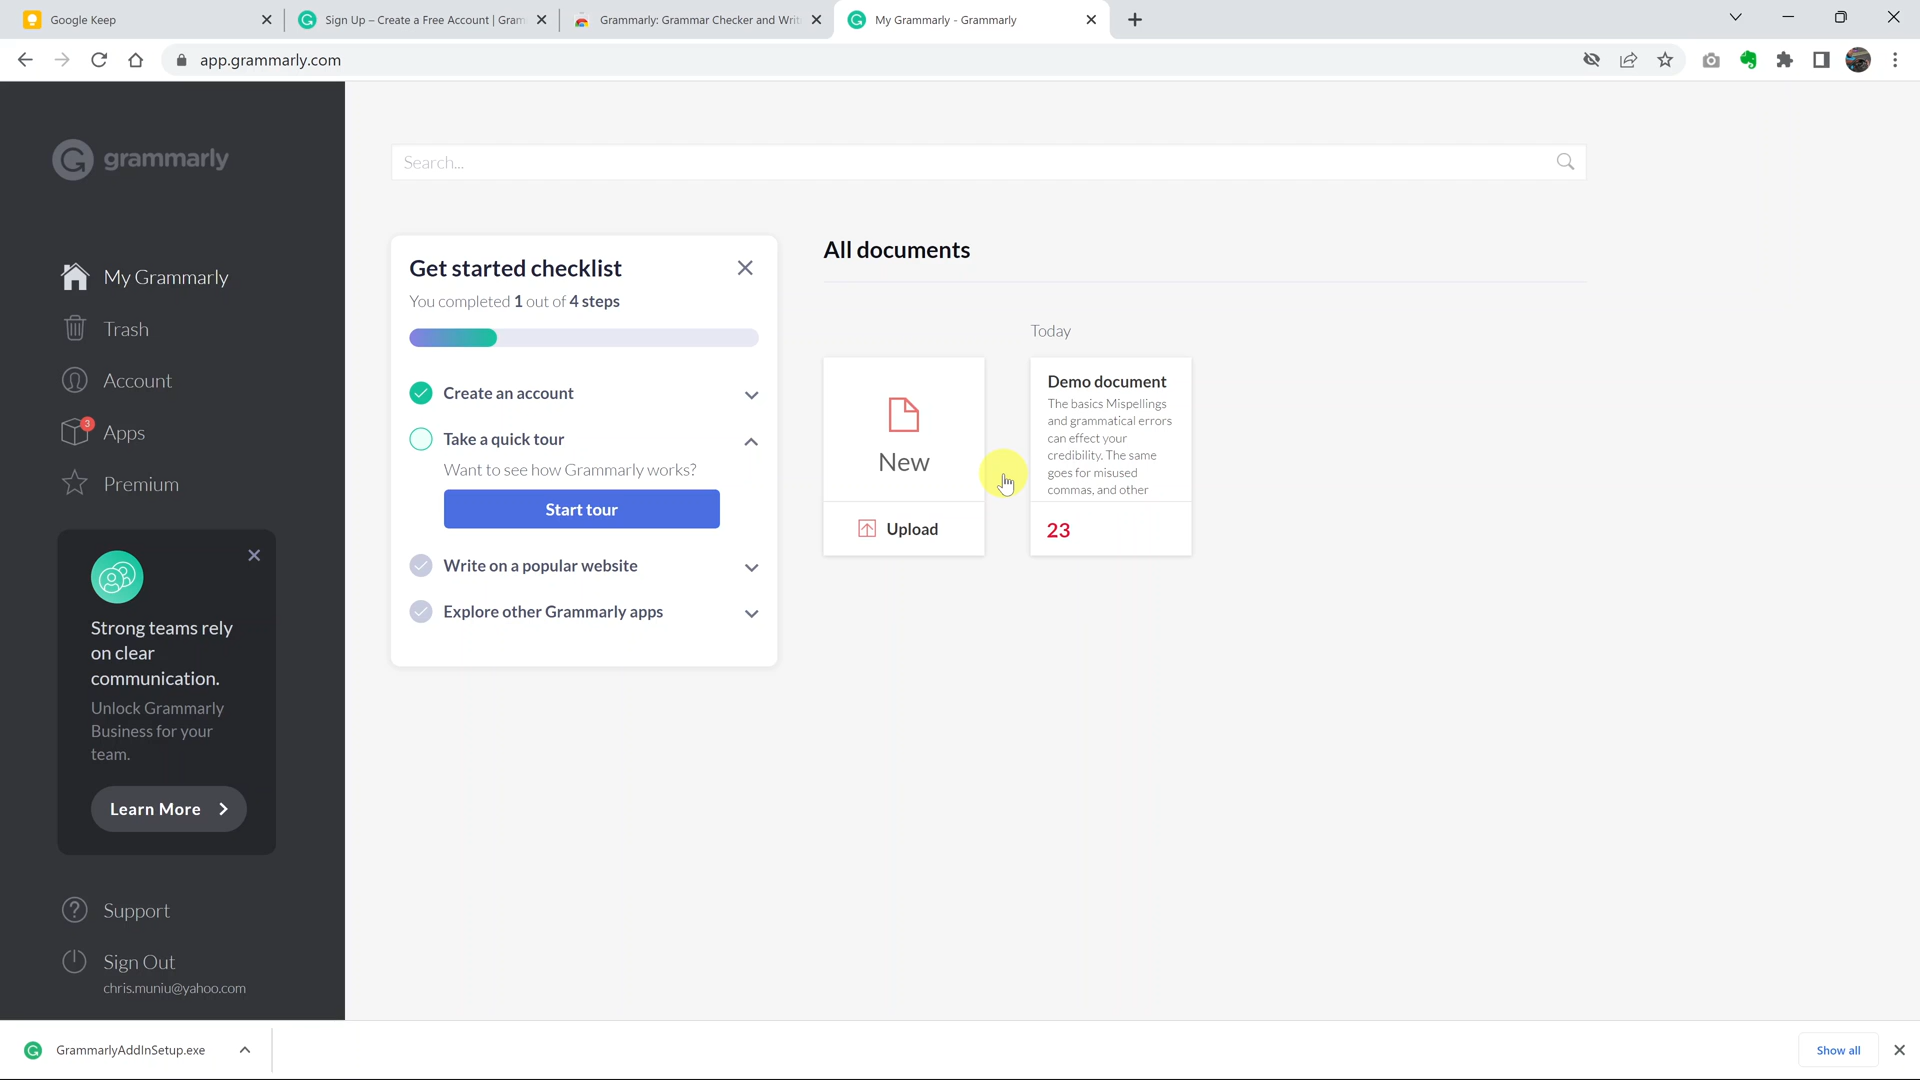 Google Keep
Sign Up – Create a Free Account | Gram
Grammarly: Grammar Checker and Writ
My Grammarly - Grammarly
app.grammarly.com
grammarly
My Grammarly
Trash
Account
3
Apps
Premium
Strong teams rely
on clear
communication.
Unlock Grammarly
Business for your
team.
Learn More
Support
Sign Out
chris.muniu@yahoo.com
Search...
Get started checklist
You completed 1 out of 4 steps
Create an account
Take a quick tour
Want to see how Grammarly works?
Start tour
Write on a popular website
Explore other Grammarly apps
All documents
Today
New
Upload
Demo document
The basics Mispellings
and grammatical errors
can effect your
credibility. The same
goes for misused
commas, and other
23
GrammarlyAddInSetup.exe
Show all